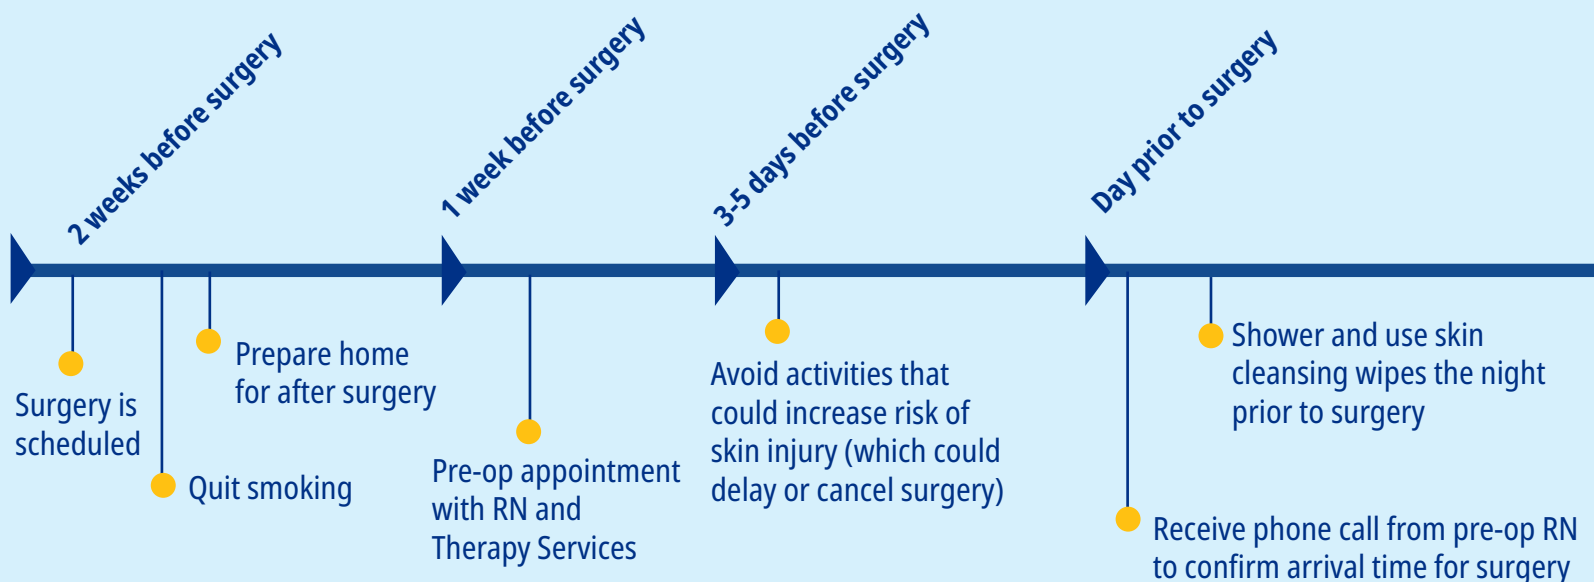 2 weeks before surgery
1 week before surgery
3-5 days before surgery
Day prior to surgery
Surgery is
scheduled
Quit smoking
Prepare home
for after surgery
Pre-op appointment
with RN and
Therapy Services
Avoid activities that
could increase risk of
skin injury (which could
delay or cancel surgery)
Receive phone call from pre-op RN
to confirm arrival time for surgery
Shower and use skin
cleansing wipes the night
prior to surgery